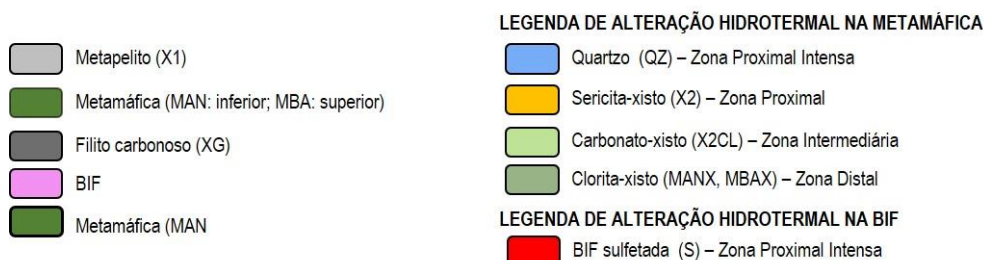 Metapelito (X1)
Metamáfica (MAN: inferior; MBA: superior)
Filito carbonoso (XG)
BIF
Metamáfica (MAN
LEGENDA DE ALTERAÇÃO HIDROTERMAL NA METAMÁFICA
Quartzo (QZ) – Zona Proximal Intensa
Sericita-xisto (X2) – Zona Proximal
Carbonato-xisto (X2CL) – Zona Intermediária
Clorita-xisto (MANX, MBAX) – Zona Distal
LEGENDA DE ALTERAÇÃO HIDROTERMAL NA BIF
BIF sulfetada (S) – Zona Proximal Intensa